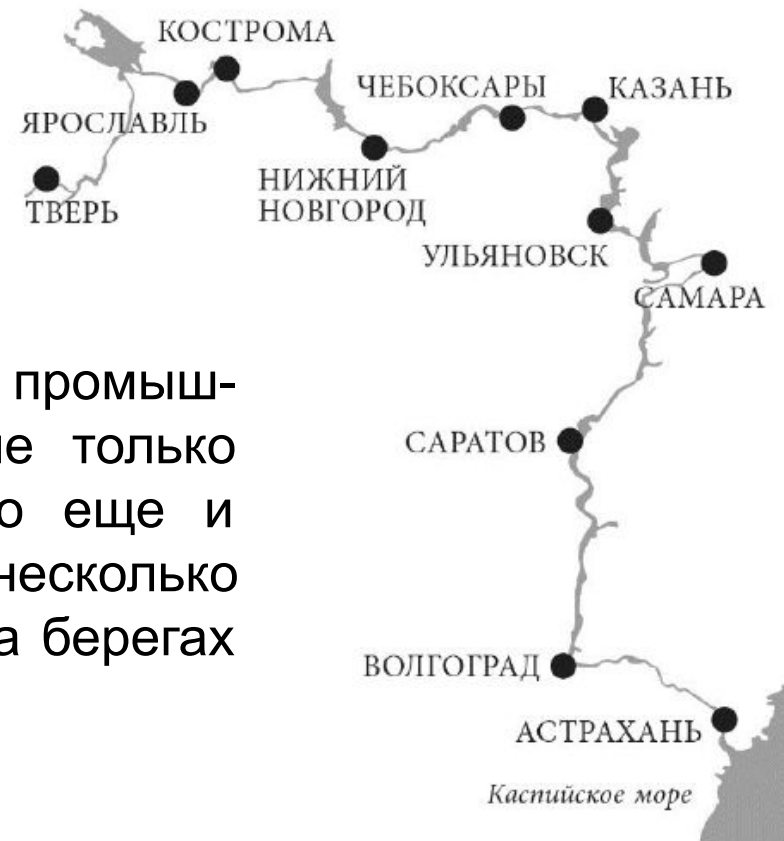 КОСТРОМА
ЧЕБОКСАРЫ
КАЗАНЬ
ЯРОСЛАВЛЬ
НИЖНИЙ
НОВГОРОД
ТВЕРЬ
УЛЬЯНОВСК
САМАРА
промыш-
только
еще и
несколько
берегах
САРАТОВ
ВОЛГОГРАД
АСТРАХАНЬ
Каспийское море